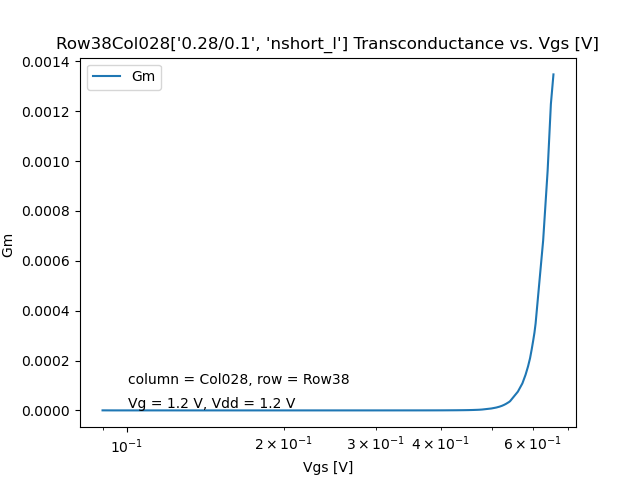 Row38Col028['0.28/0.1', 'nshort_l'] Transconductance vs. Vgs [V]
Gm
0.0014
0.0012
0.0010
0.0008
0.0006
0.0004
0.0002
0.0000
Gm
column = Col028, row = Row38
Vg = 1.2 V, Vdd = 1.2 V
10⁻¹
2 × 10⁻¹
3 × 10⁻¹
4 × 10⁻¹
6 × 10⁻¹
Vgs [V]